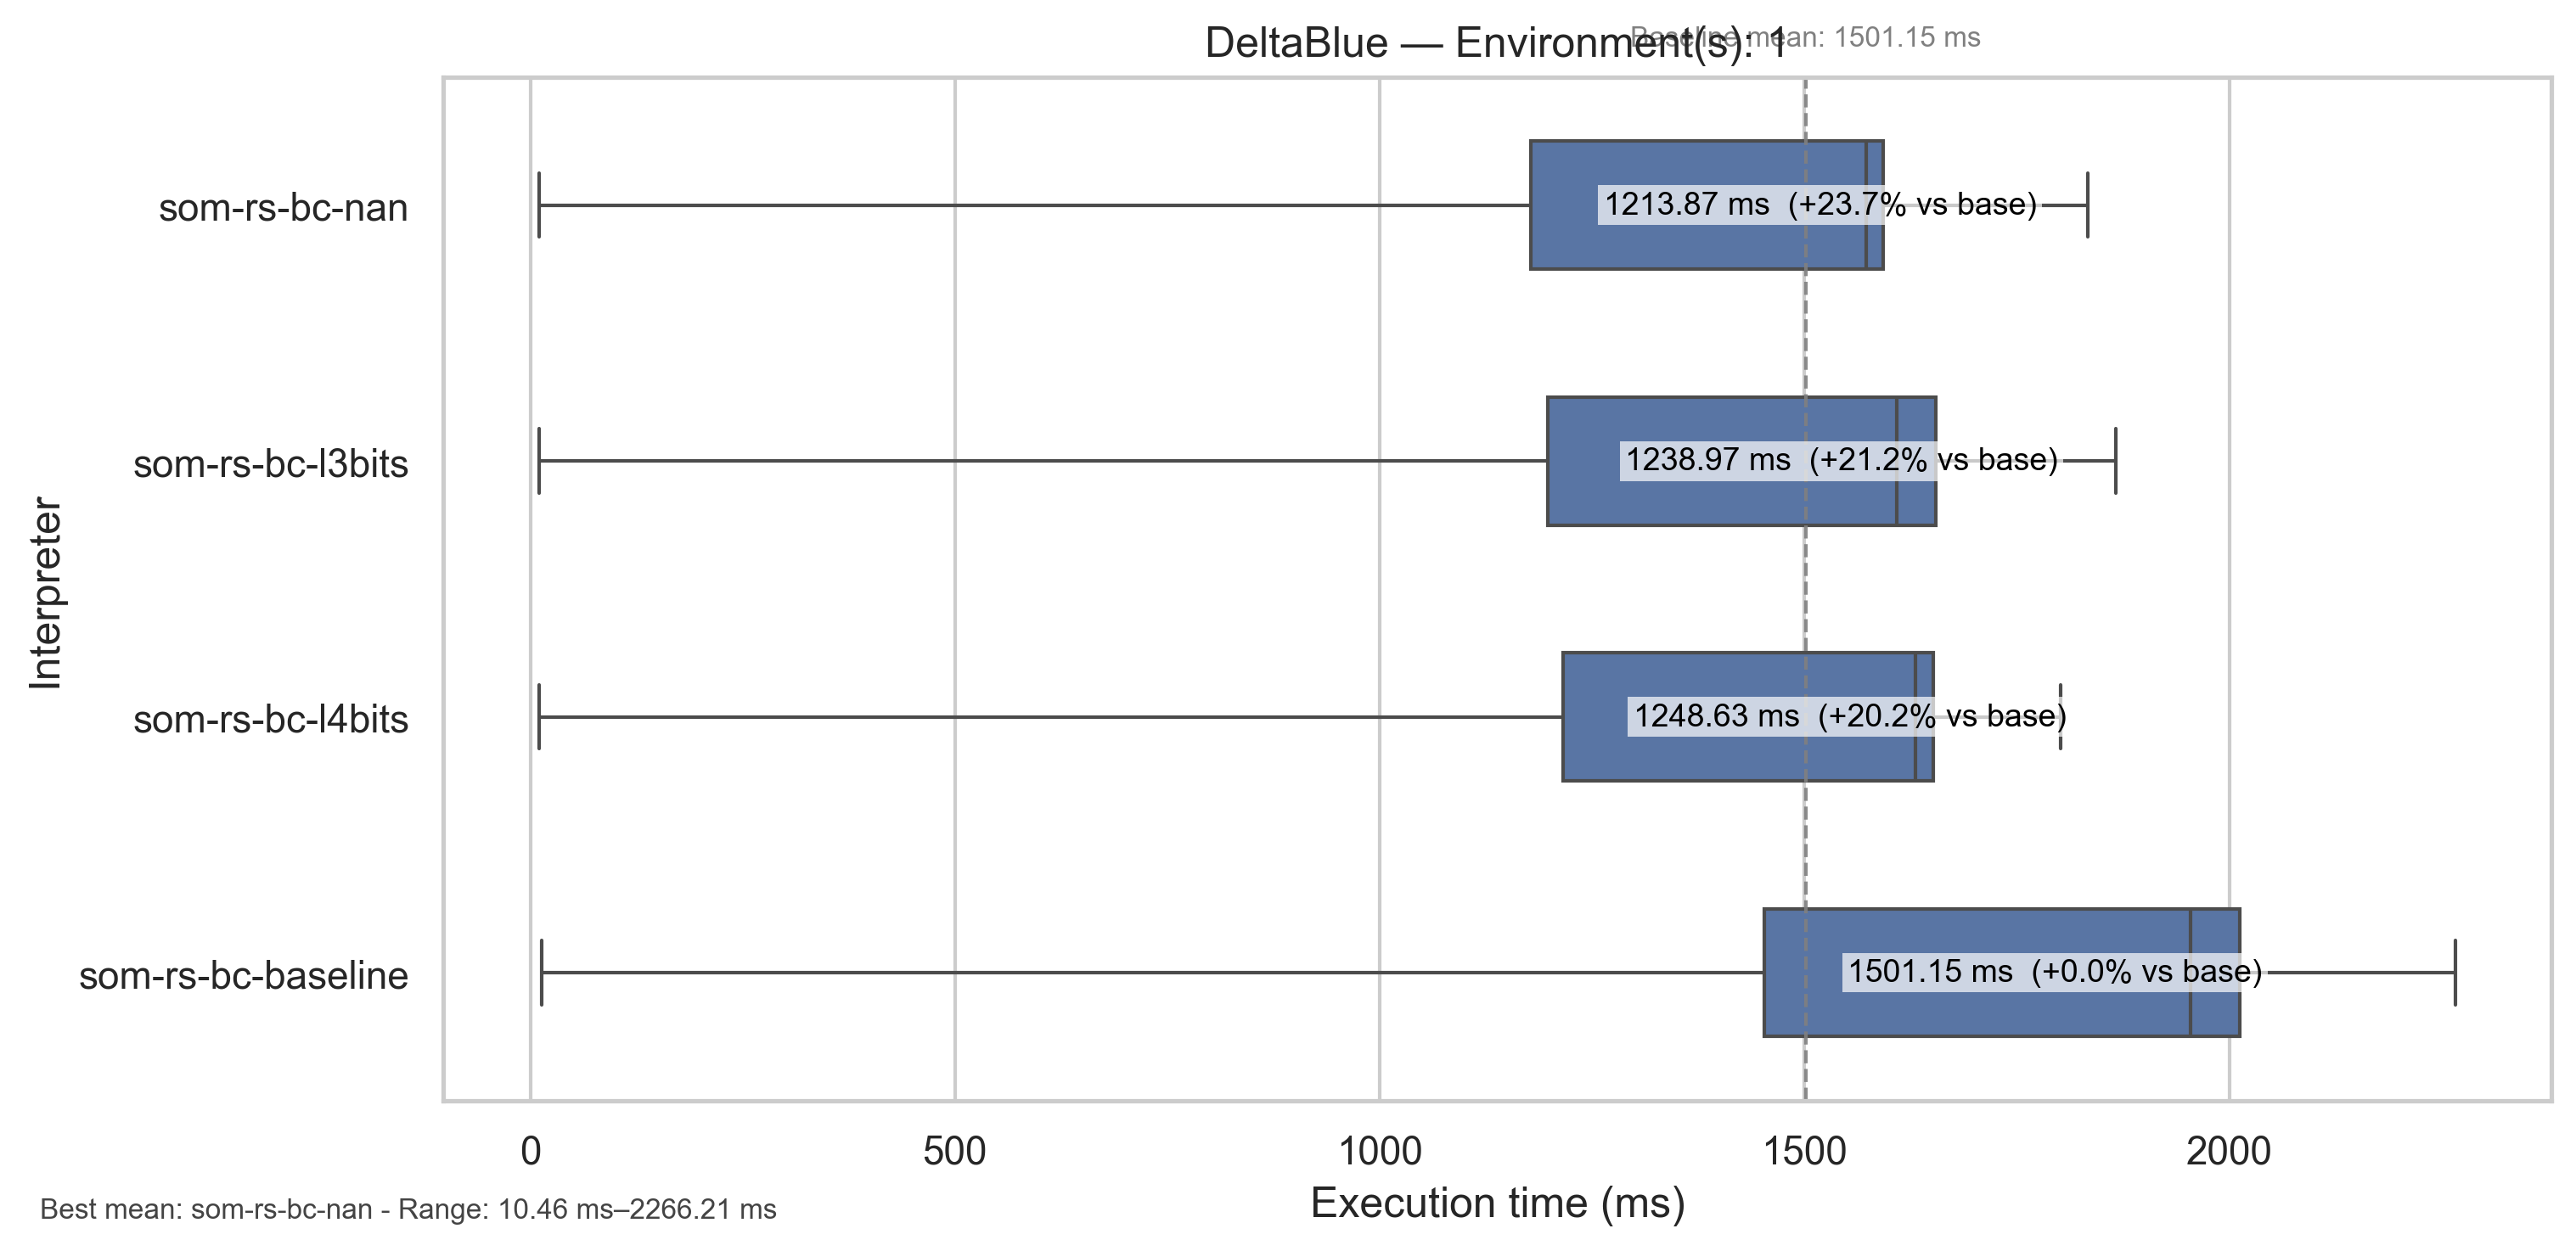 DeltaBlue — Environment(s): 1
Baseline mean: 1501.15 ms
Interpreter
som-rs-bc-nan
1213.87 ms (+23.7% vs base)
som-rs-bc-l3bits
1238.97 ms (+21.2% vs base)
som-rs-bc-l4bits
1248.63 ms (+20.2% vs base)
som-rs-bc-baseline
1501.15 ms (+0.0% vs base)
0 500 1000 1500 2000
Execution time (ms)
Best mean: som-rs-bc-nan - Range: 10.46 ms–2266.21 ms